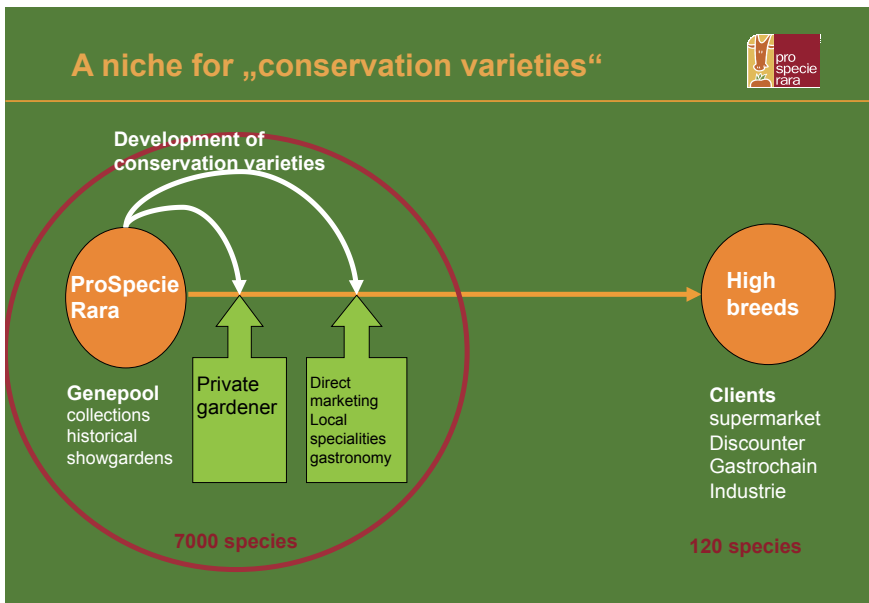 A niche for „conservation varieties“
pro
specie
rara
Development of
conservation varieties
ProSpecie
Rara
High
breeds
Private
gardener
Direct
marketing
Local
specialities
gastronomy
Genepool
collections
historical
showgardens
Clients
supermarket
Discounter
Gastrochain
Industrie
7000 species
120 species